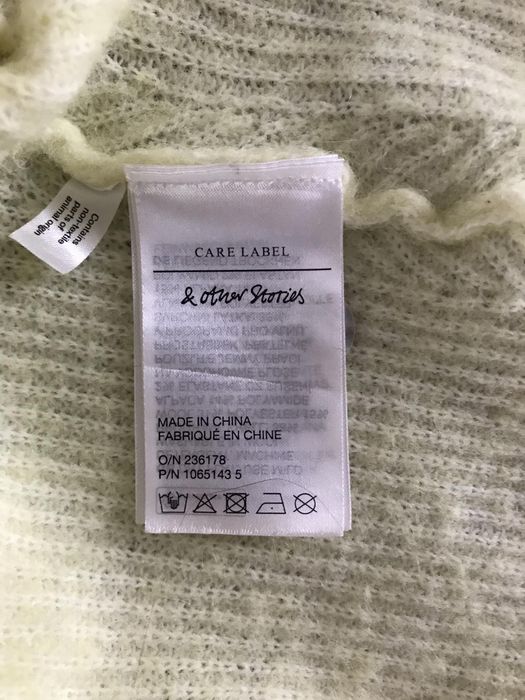 CARE LABEL
& other Stories
MADE IN CHINA
FABRIQUÉ EN CHINE
O/N 236178
P/N 1065143 5
Contains
non-textile
parts of
animal origin